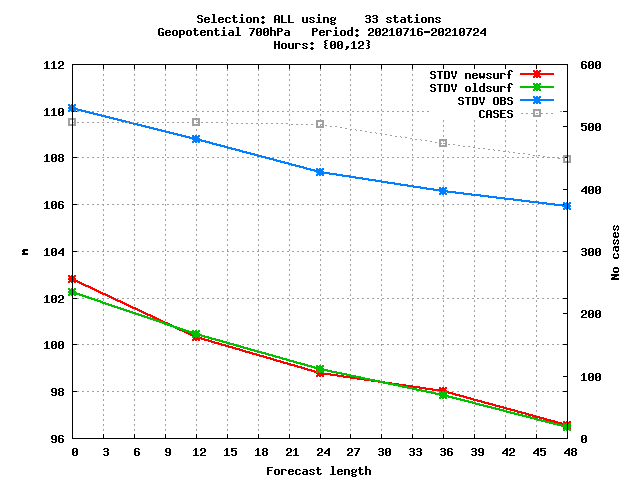 Selection: ALL using    33 stations
Geopotential 700hPa   Period: 20210716-20210724
Hours: {00,12}
STDV newsurf
STDV oldsurf
STDV OBS
CASES
112
110
108
106
104
102
100
98
96
m
600
500
400
300
200
100
0
No cases
0 3 6 9 12 15 18 21 24 27 30 33 36 39 42 45 48
Forecast length